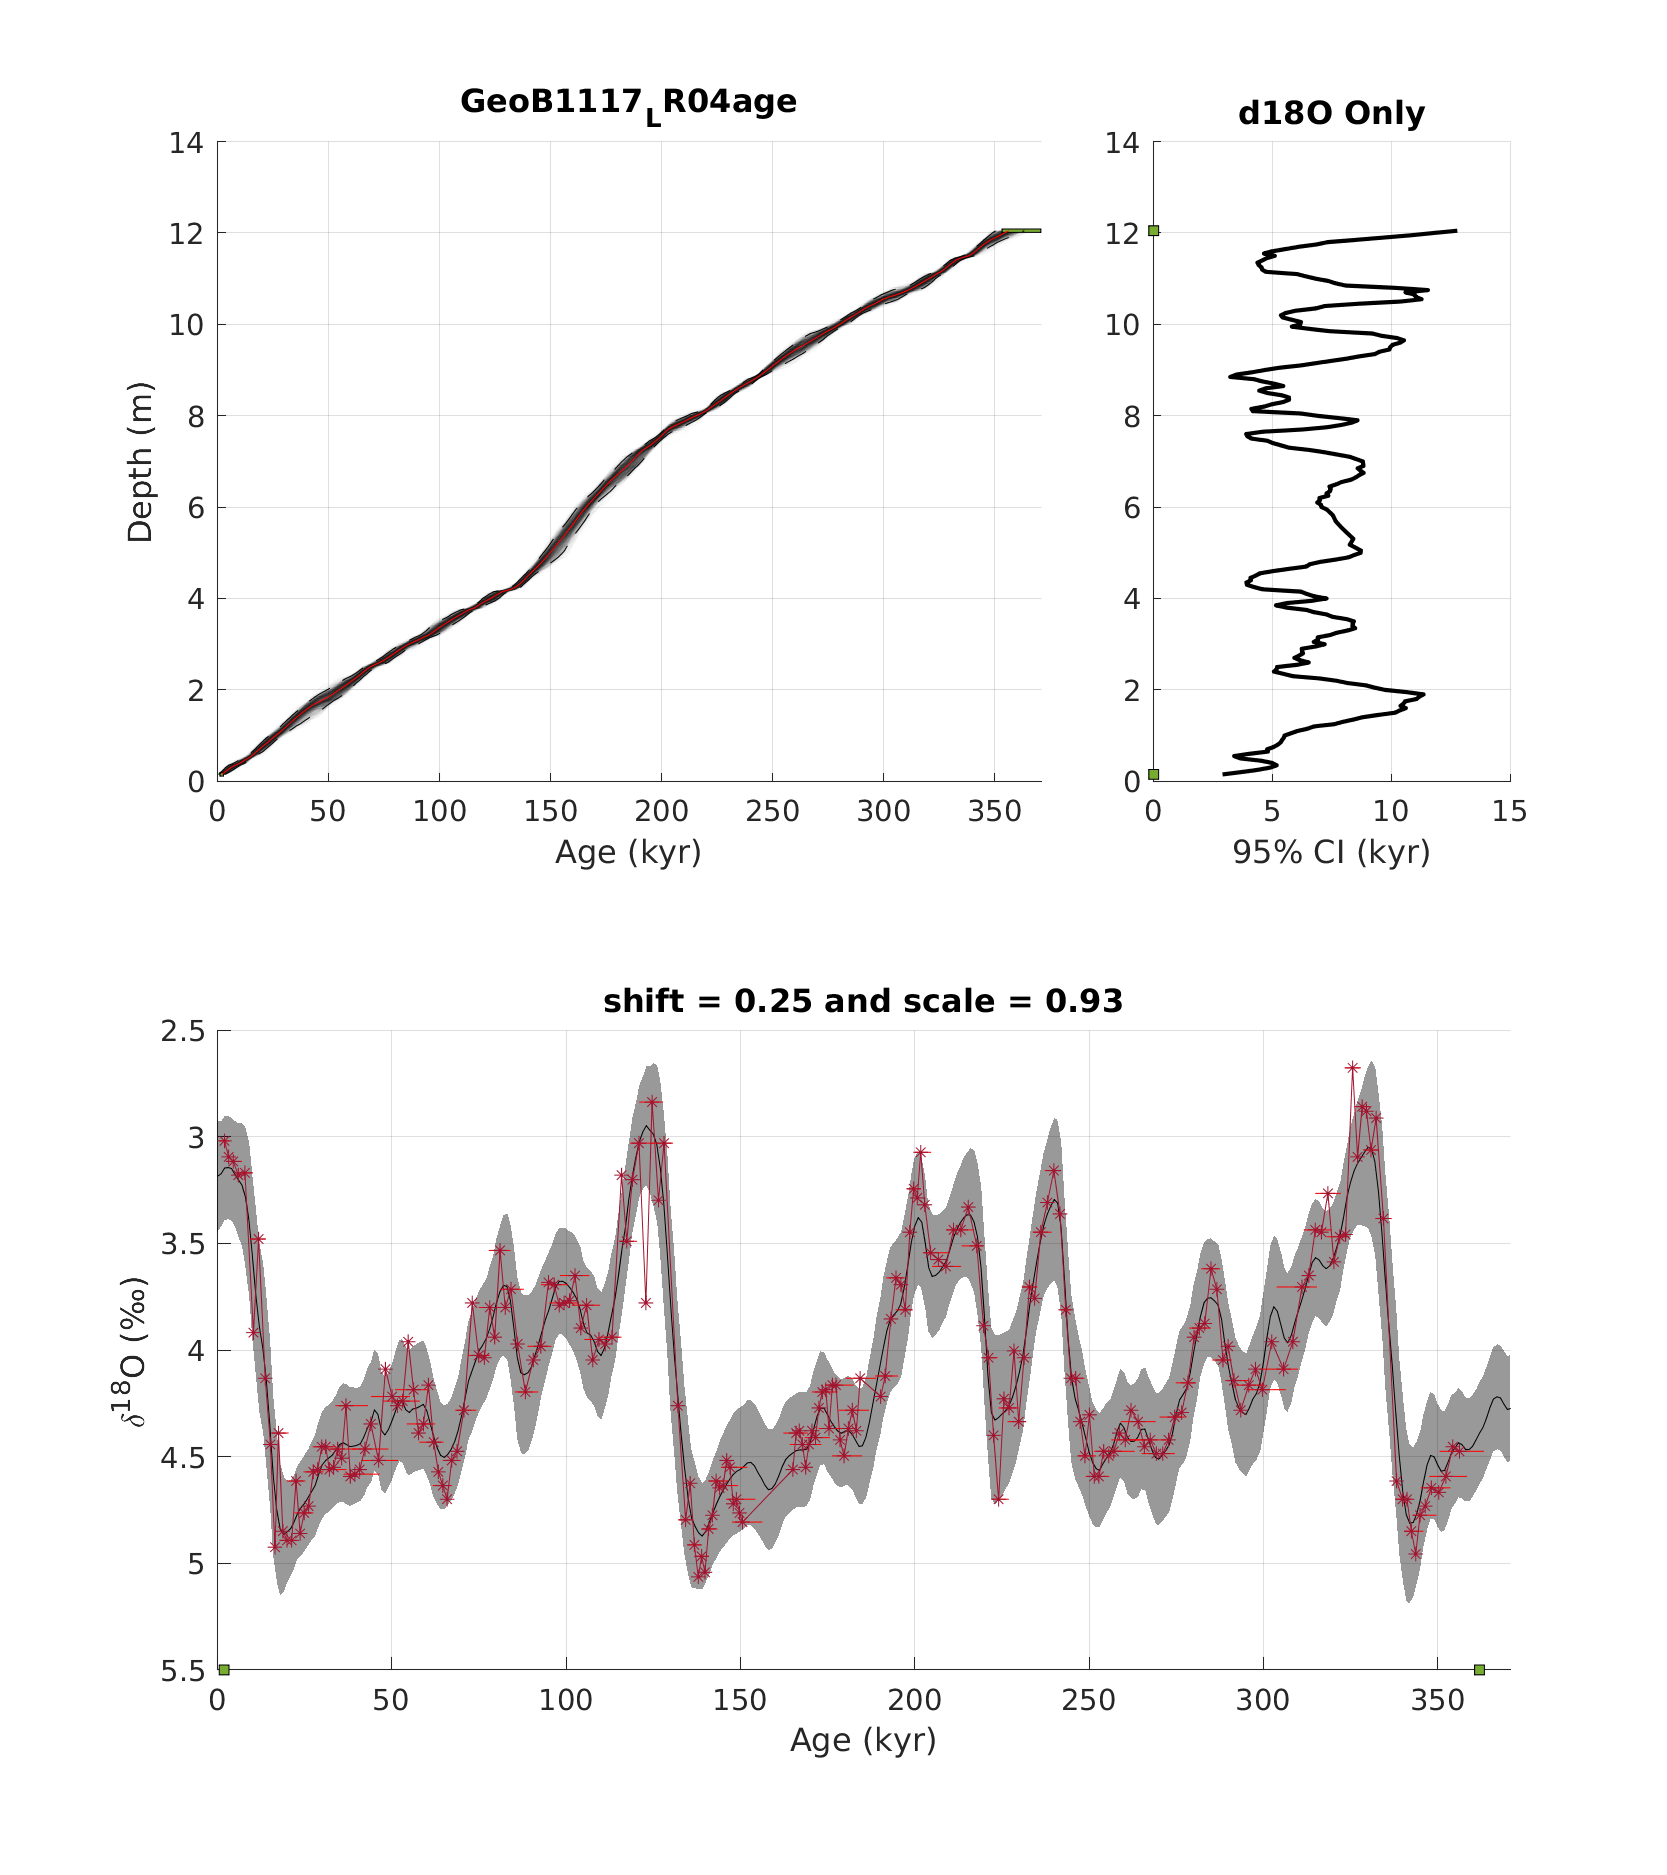 GeoB1117LR04age
d18O Only
14
12
10
8
6
4
2
0
Depth (m)
0 50 100 150 200 250 300 350
Age (kyr)
14
12
10
8
6
4
2
0
0 5 10 15
95% CI (kyr)
shift = 0.25 and scale = 0.93
2.5
3
3.5
4
4.5
5
5.5
δ18O (‰)
0 50 100 150 200 250 300 350
Age (kyr)